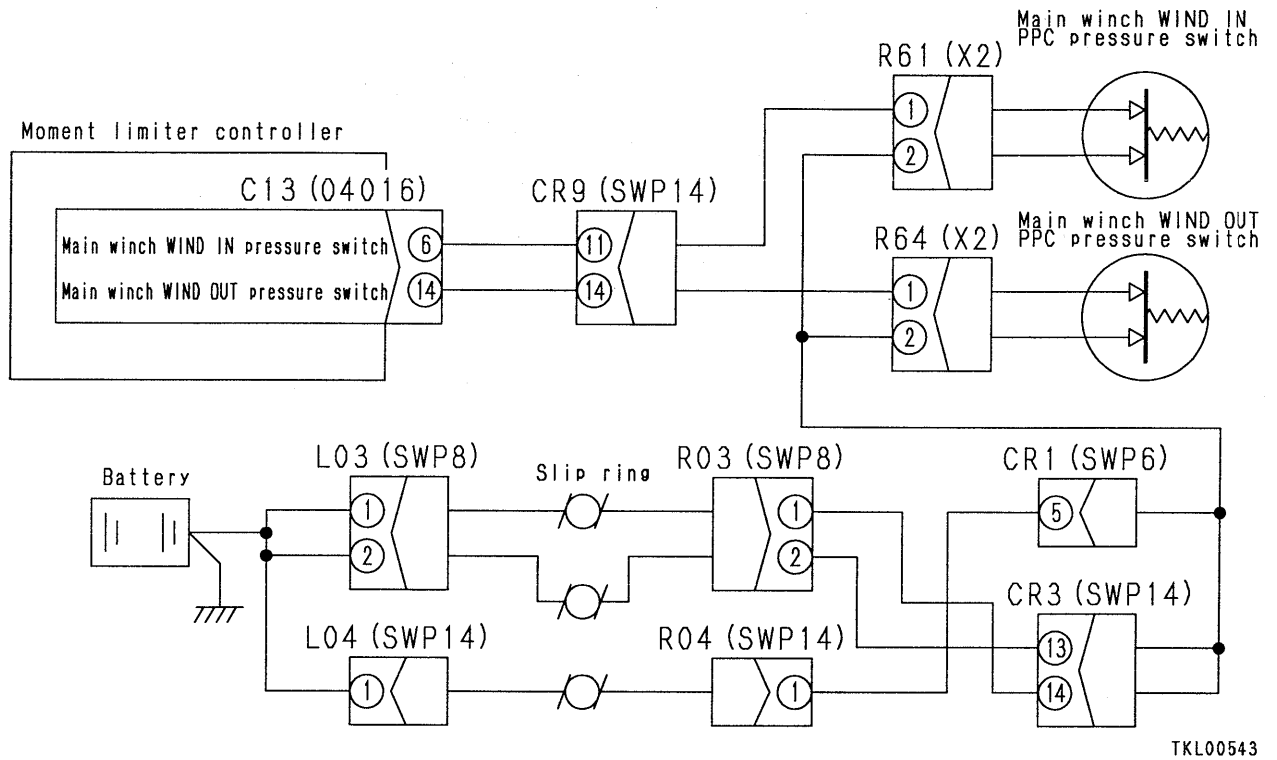 Main winch WIND IN
PPC pressure switch
R61 (X2)
1
2
Moment limiter controller
C13 (04016)
CR9 (SWP14)
Main winch WIND IN pressure switch
6
11
Main winch WIND OUT pressure switch
14
14
Main winch WIND OUT
PPC pressure switch
R64 (X2)
1
2
Battery
L03 (SWP8)
1
2
Slip ring
R03 (SWP8)
1
2
CR1 (SWP6)
5
L04 (SWP14)
1
R04 (SWP14)
1
CR3 (SWP14)
13
14
TKL00543